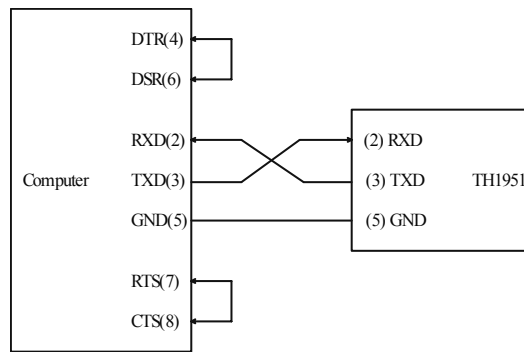 DTR(4)
DSR(6)
RXD(2)
(2) RXD
Computer
TXD(3)
(3) TXD
TH1951
GND(5)
(5) GND
RTS(7)
CTS(8)